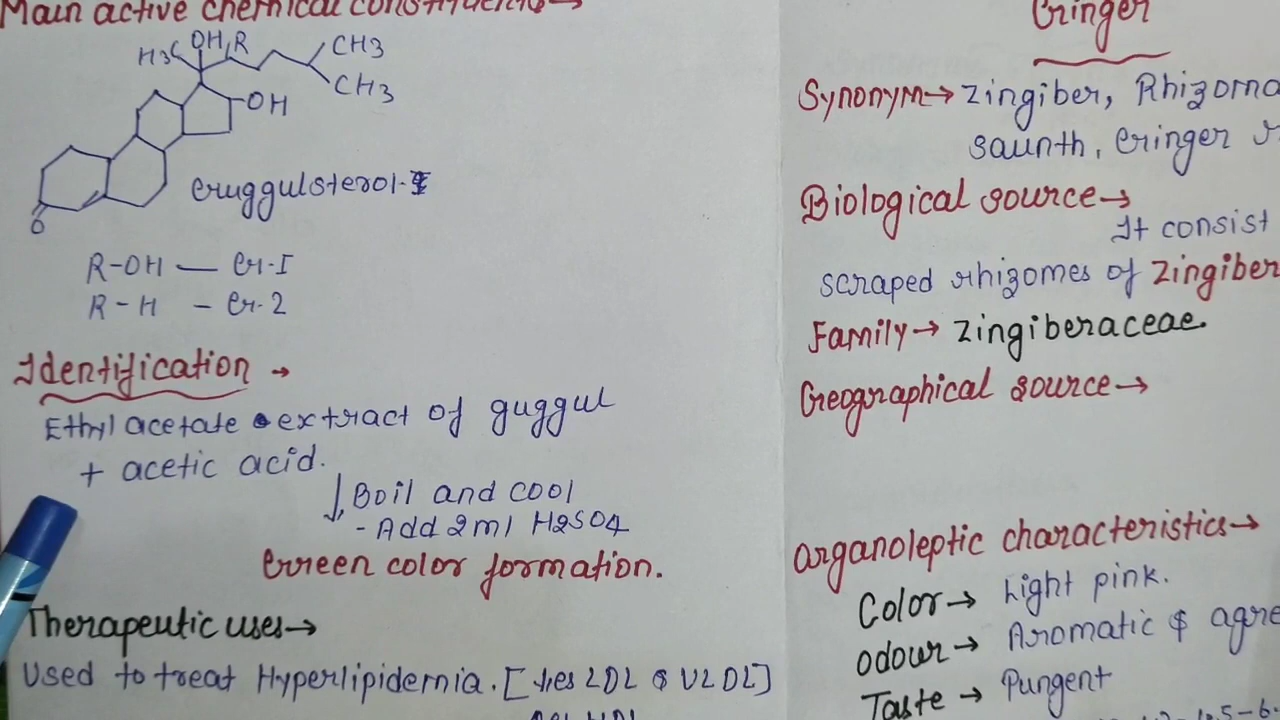 Main active chemical constituents→
H3C OH R CH3
CH3
OH
Guggulsterol-I
O
R-OH — Gr-I
R-H – Gr-2
Identification →
Ethyl acetate extract of guggul
+ acetic acid.
↓ Boil and cool
- Add 2ml H2SO4
Green color formation.
Therapeutic uses→
Used to treat Hyperlipidemia. [↓es LDL & VLDL]
Ginger
Synonym→ Zingiber, Rhizoma
saunth, Ginger
Biological source→
It consist
scraped rhizomes of Zingiber
Family→ Zingiberaceae.
Geographical source→
Organoleptic characteristics→
Color→ Light pink.
Odour→ Aromatic & agre
Taste → Pungent